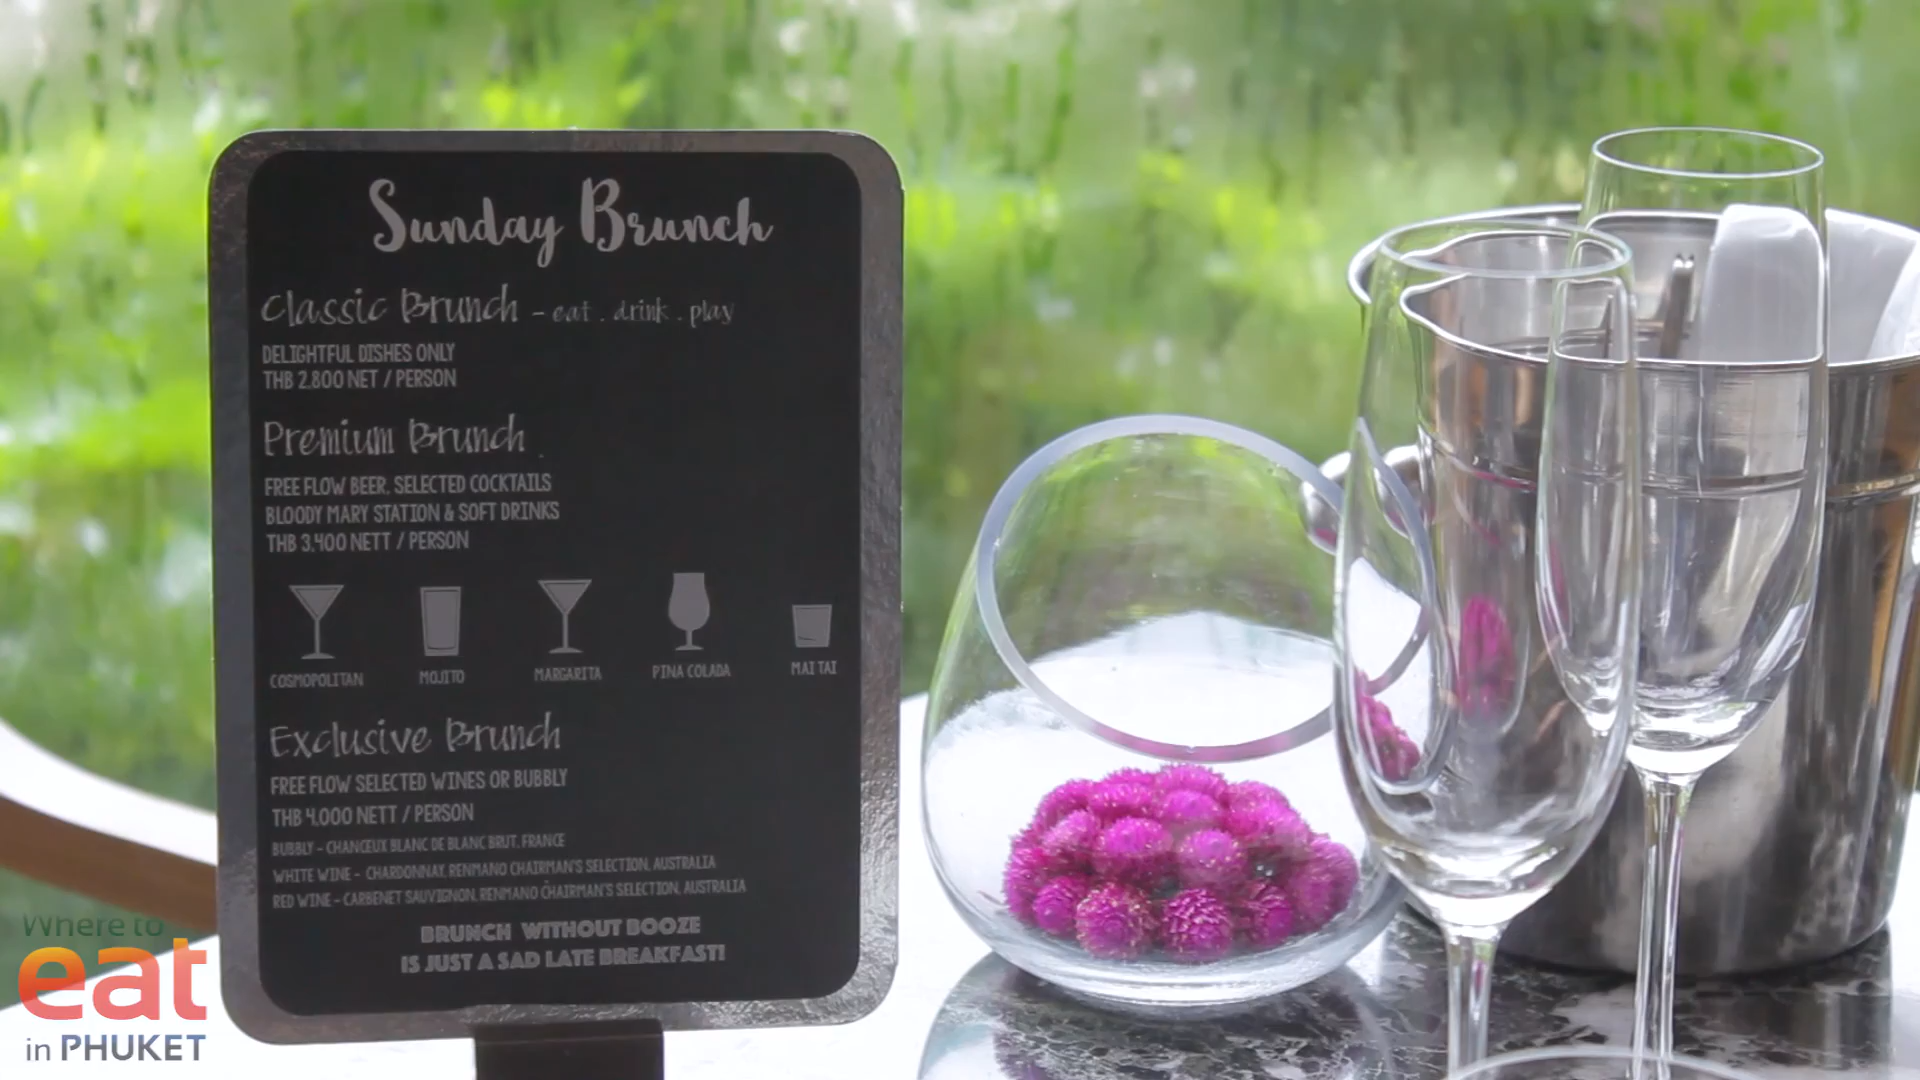 Sunday Brunch
Classic Brunch - eat . drink . play
DELIGHTFUL DISHES ONLY
THB 2,800 NET / PERSON
Premium Brunch
FREE FLOW BEER, SELECTED COCKTAILS
BLOODY MARY STATION & SOFT DRINKS
THB 3,400 NETT / PERSON
COSMOPOLITAN MOJITO MARGARITA PINA COLADA MAI TAI
Exclusive Brunch
FREE FLOW SELECTED WINES OR BUBBLY
THB 4,000 NETT / PERSON
BUBBLY - CHANCEUX BLANC DE BLANC BRUT, FRANCE
WHITE WINE - CHARDONNAY, RENMANO CHAIRMAN'S SELECTION, AUSTRALIA
RED WINE - CARBENET SAUVIGNON, RENMANO CHAIRMAN'S SELECTION, AUSTRALIA
BRUNCH WITHOUT BOOZE
IS JUST A SAD LATE BREAKFAST!
Where to
eat
in PHUKET